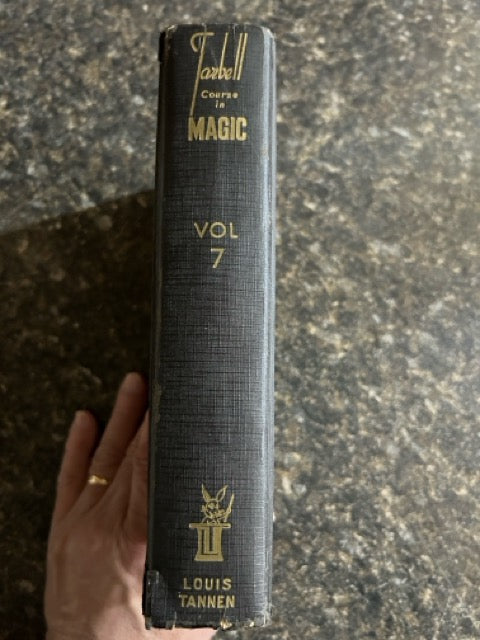 Tarbell
Course
in
MAGIC
VOL
7
LOUIS
TANNEN